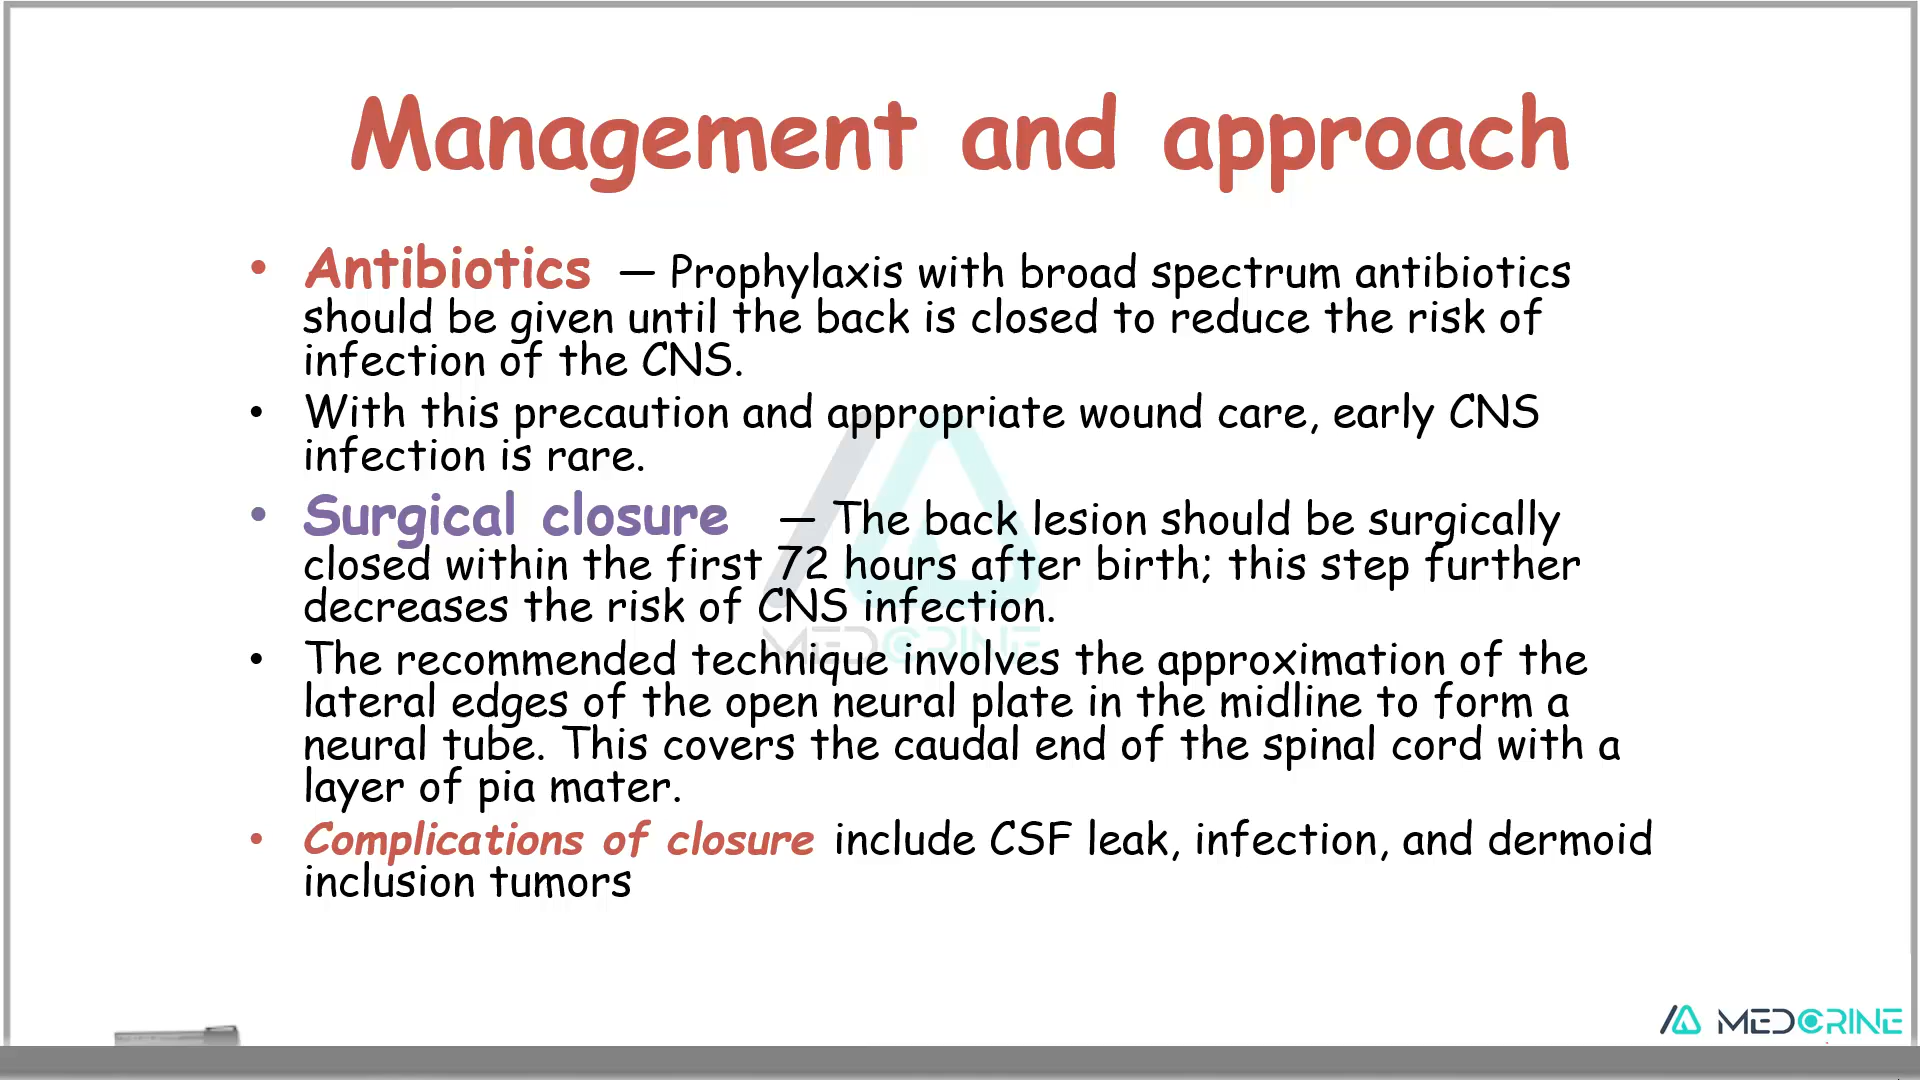 Management and approach
• Antibiotics — Prophylaxis with broad spectrum antibiotics
should be given until the back is closed to reduce the risk of
infection of the CNS.
• With this precaution and appropriate wound care, early CNS
infection is rare.
• Surgical closure — The back lesion should be surgically
closed within the first 72 hours after birth; this step further
decreases the risk of CNS infection.
• The recommended technique involves the approximation of the
lateral edges of the open neural plate in the midline to form a
neural tube. This covers the caudal end of the spinal cord with a
layer of pia mater.
• Complications of closure include CSF leak, infection, and dermoid
inclusion tumors
MEDCRINE
MEDCRINE